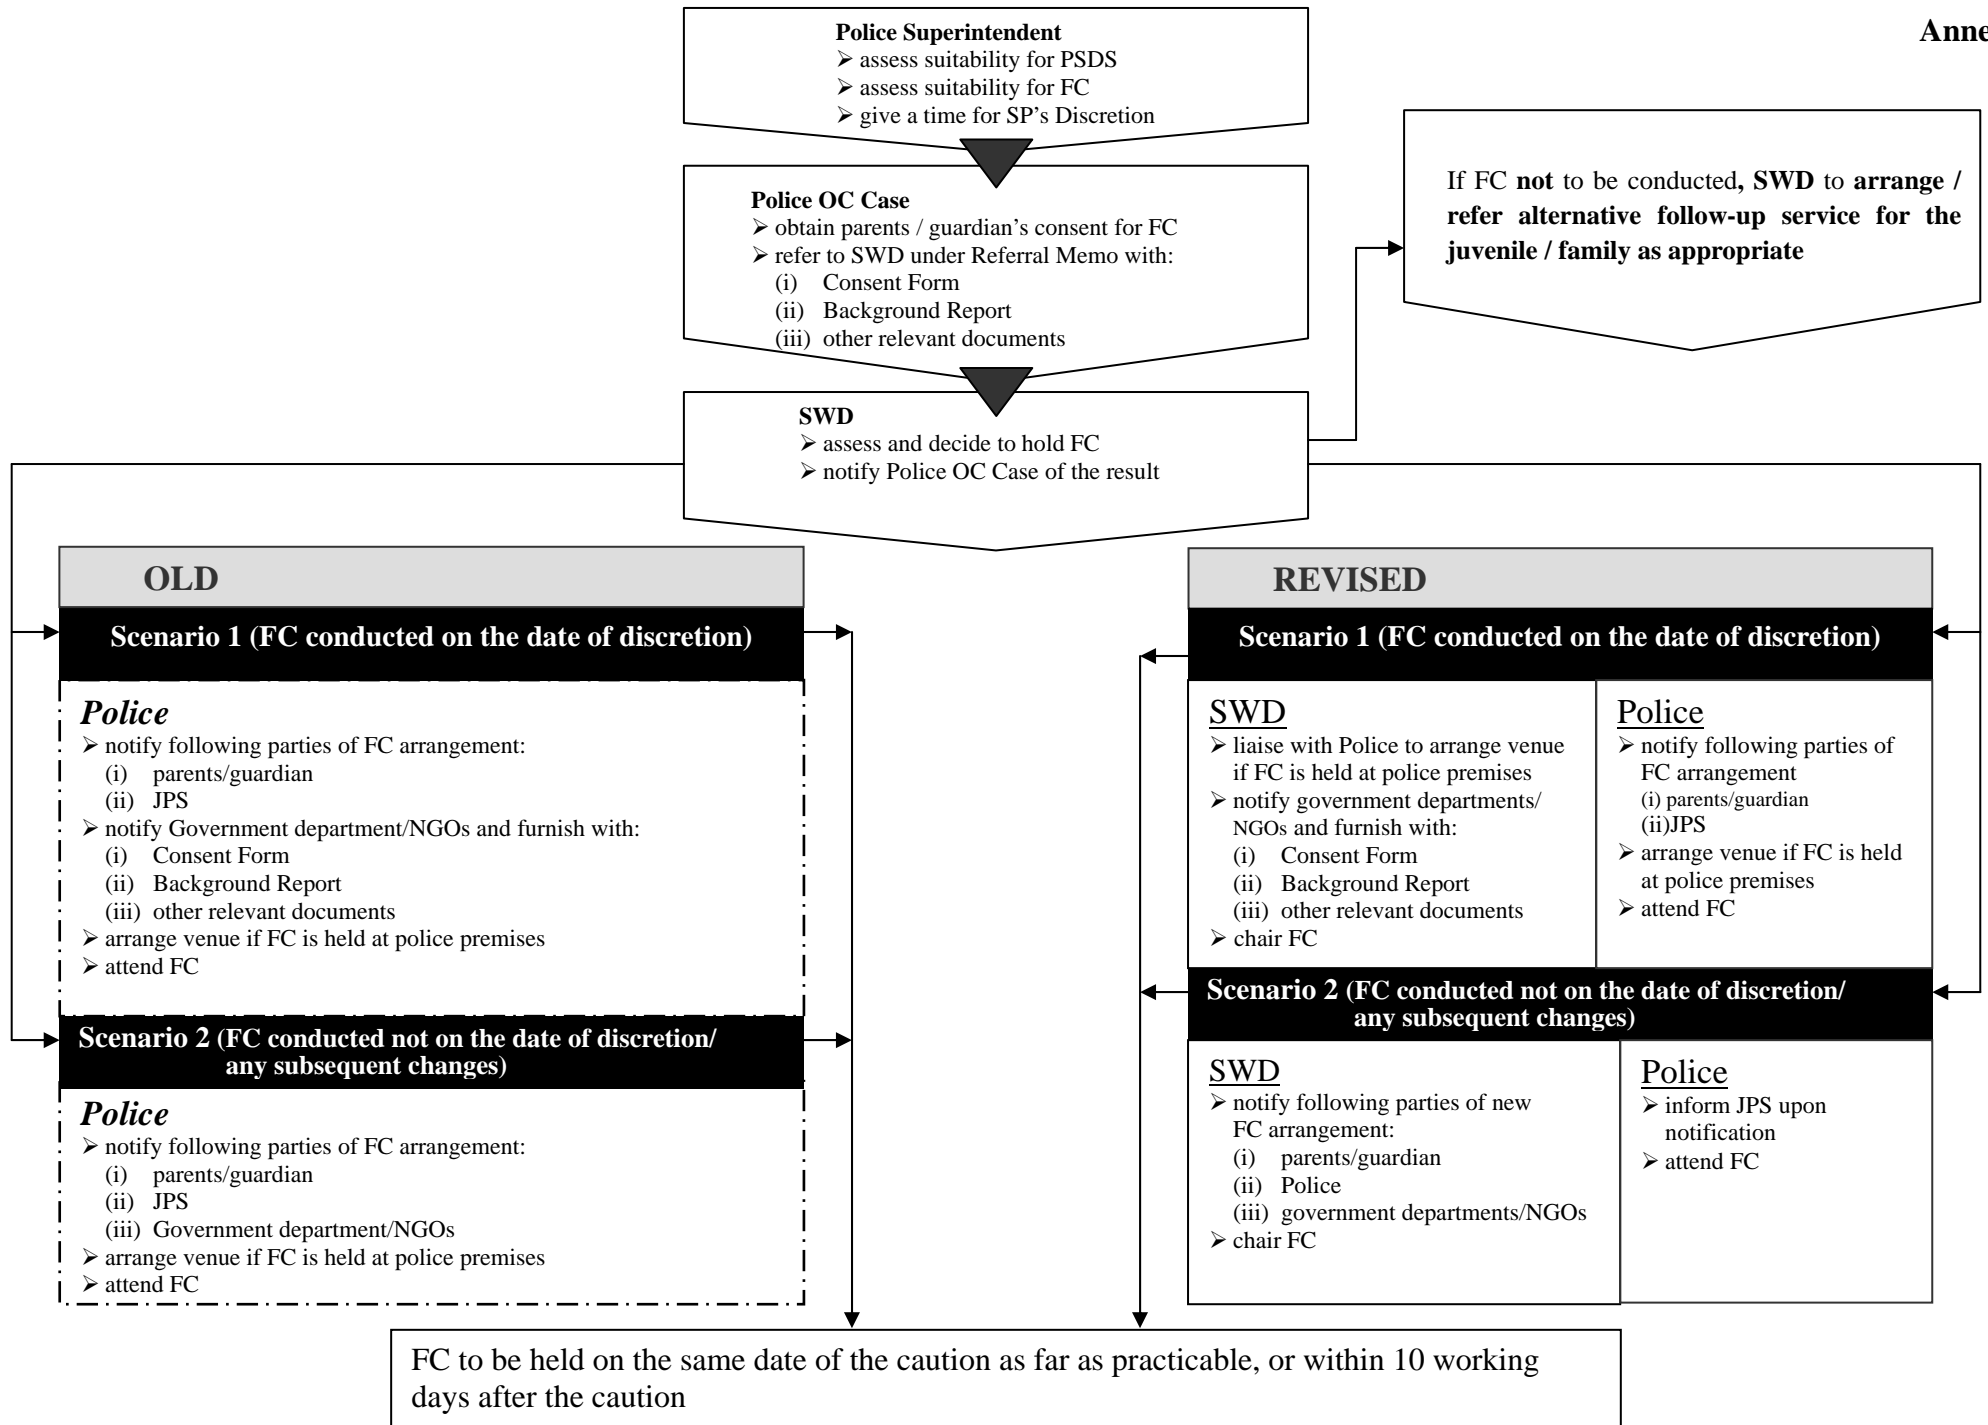 Anne
Police Superintendent
➢ assess suitability for PSDS
➢ assess suitability for FC
➢ give a time for SP’s Discretion
Police OC Case
➢ obtain parents / guardian’s consent for FC
➢ refer to SWD under Referral Memo with:
(i) Consent Form
(ii) Background Report
(iii) other relevant documents
If FC not to be conducted, SWD to arrange /
refer alternative follow-up service for the
juvenile / family as appropriate
SWD
➢ assess and decide to hold FC
➢ notify Police OC Case of the result
OLD
Scenario 1 (FC conducted on the date of discretion)
Police
➢ notify following parties of FC arrangement:
(i) parents/guardian
(ii) JPS
➢ notify Government department/NGOs and furnish with:
(i) Consent Form
(ii) Background Report
(iii) other relevant documents
➢ arrange venue if FC is held at police premises
➢ attend FC
Scenario 2 (FC conducted not on the date of discretion/
any subsequent changes)
Police
➢ notify following parties of FC arrangement:
(i) parents/guardian
(ii) JPS
(iii) Government department/NGOs
➢ arrange venue if FC is held at police premises
➢ attend FC
REVISED
Scenario 1 (FC conducted on the date of discretion)
SWD
➢ liaise with Police to arrange venue
if FC is held at police premises
➢ notify government departments/
NGOs and furnish with:
(i) Consent Form
(ii) Background Report
(iii) other relevant documents
➢ chair FC
Police
➢ notify following parties of
FC arrangement
(i) parents/guardian
(ii)JPS
➢ arrange venue if FC is held
at police premises
➢ attend FC
Scenario 2 (FC conducted not on the date of discretion/
any subsequent changes)
SWD
➢ notify following parties of new
FC arrangement:
(i) parents/guardian
(ii) Police
(iii) government departments/NGOs
➢ chair FC
Police
➢ inform JPS upon
notification
➢ attend FC
FC to be held on the same date of the caution as far as practicable, or within 10 working
days after the caution